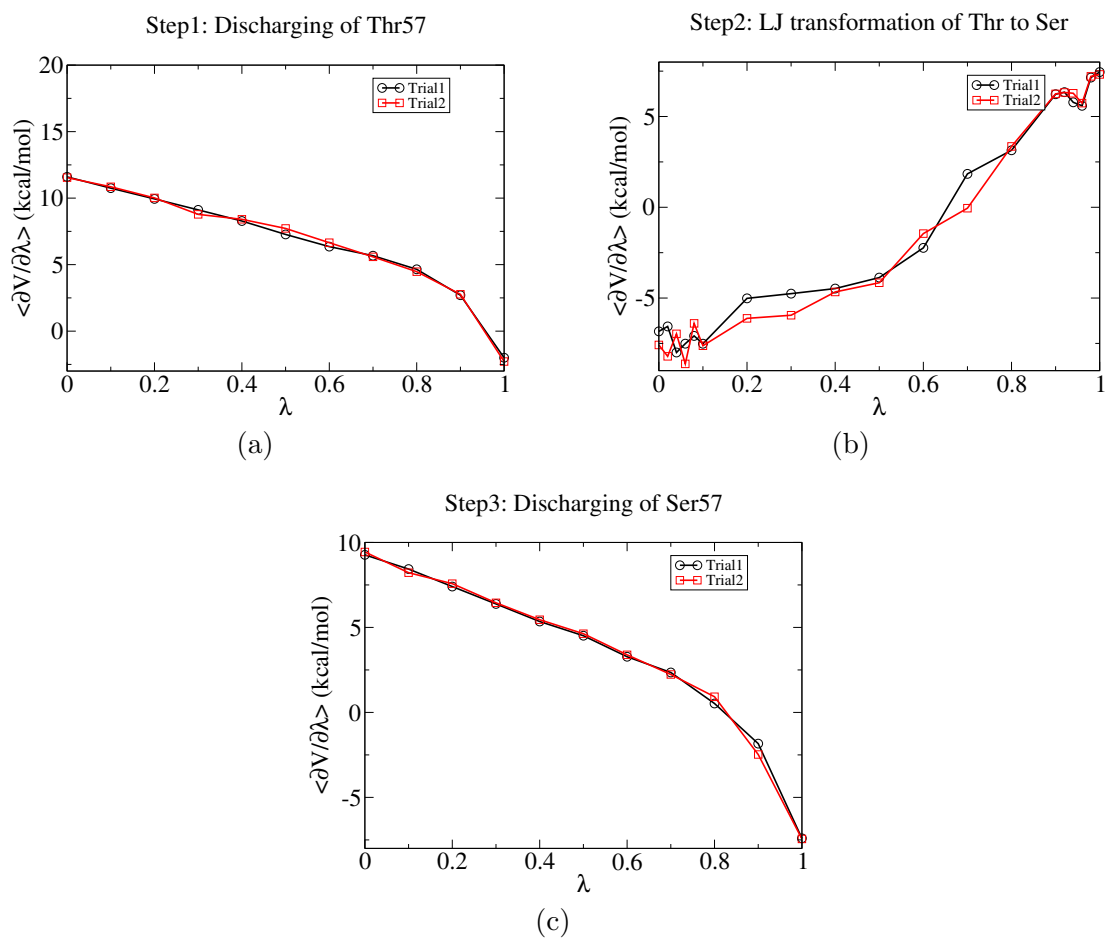 Step1: Discharging of Thr57
20
15
10
5
0
<∂V/∂λ> (kcal/mol)
Trial1
Trial2
0 0.2 0.4 0.6 0.8 1
λ
(a)
Step2: LJ transformation of Thr to Ser
5
0
-5
<∂V/∂λ> (kcal/mol)
Trial1
Trial2
0 0.2 0.4 0.6 0.8 1
λ
(b)
Step3: Discharging of Ser57
10
5
0
-5
<∂V/∂λ> (kcal/mol)
Trial1
Trial2
0 0.2 0.4 0.6 0.8 1
λ
(c)